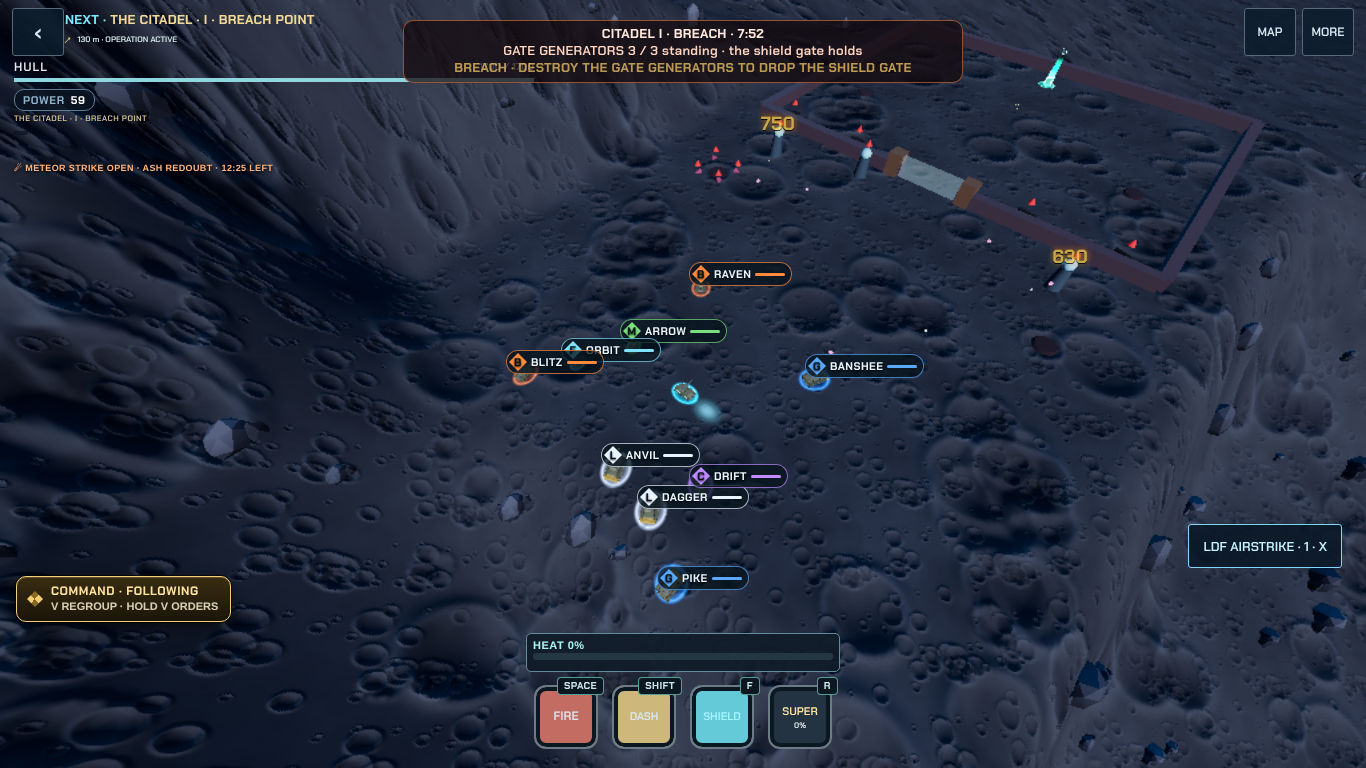 ‹
NEXT · THE CITADEL · I · BREACH POINT
130 m · OPERATION ACTIVE
HULL
POWER 59
THE CITADEL · I · BREACH POINT
METEOR STRIKE OPEN · ASH REDOUBT · 12:25 LEFT
CITADEL I · BREACH · 7:52
GATE GENERATORS 3 / 3 standing · the shield gate holds
BREACH · DESTROY THE GATE GENERATORS TO DROP THE SHIELD GATE
MAP
MORE
750
630
B RAVEN
M ARROW
ORBIT
B BLITZ
G BANSHEE
L ANVIL
C DRIFT
L DAGGER
G PIKE
LDF AIRSTRIKE · 1 · X
COMMAND · FOLLOWING
V REGROUP · HOLD V ORDERS
HEAT 0%
SPACE
FIRE
SHIFT
DASH
F
SHIELD
R
SUPER
0%